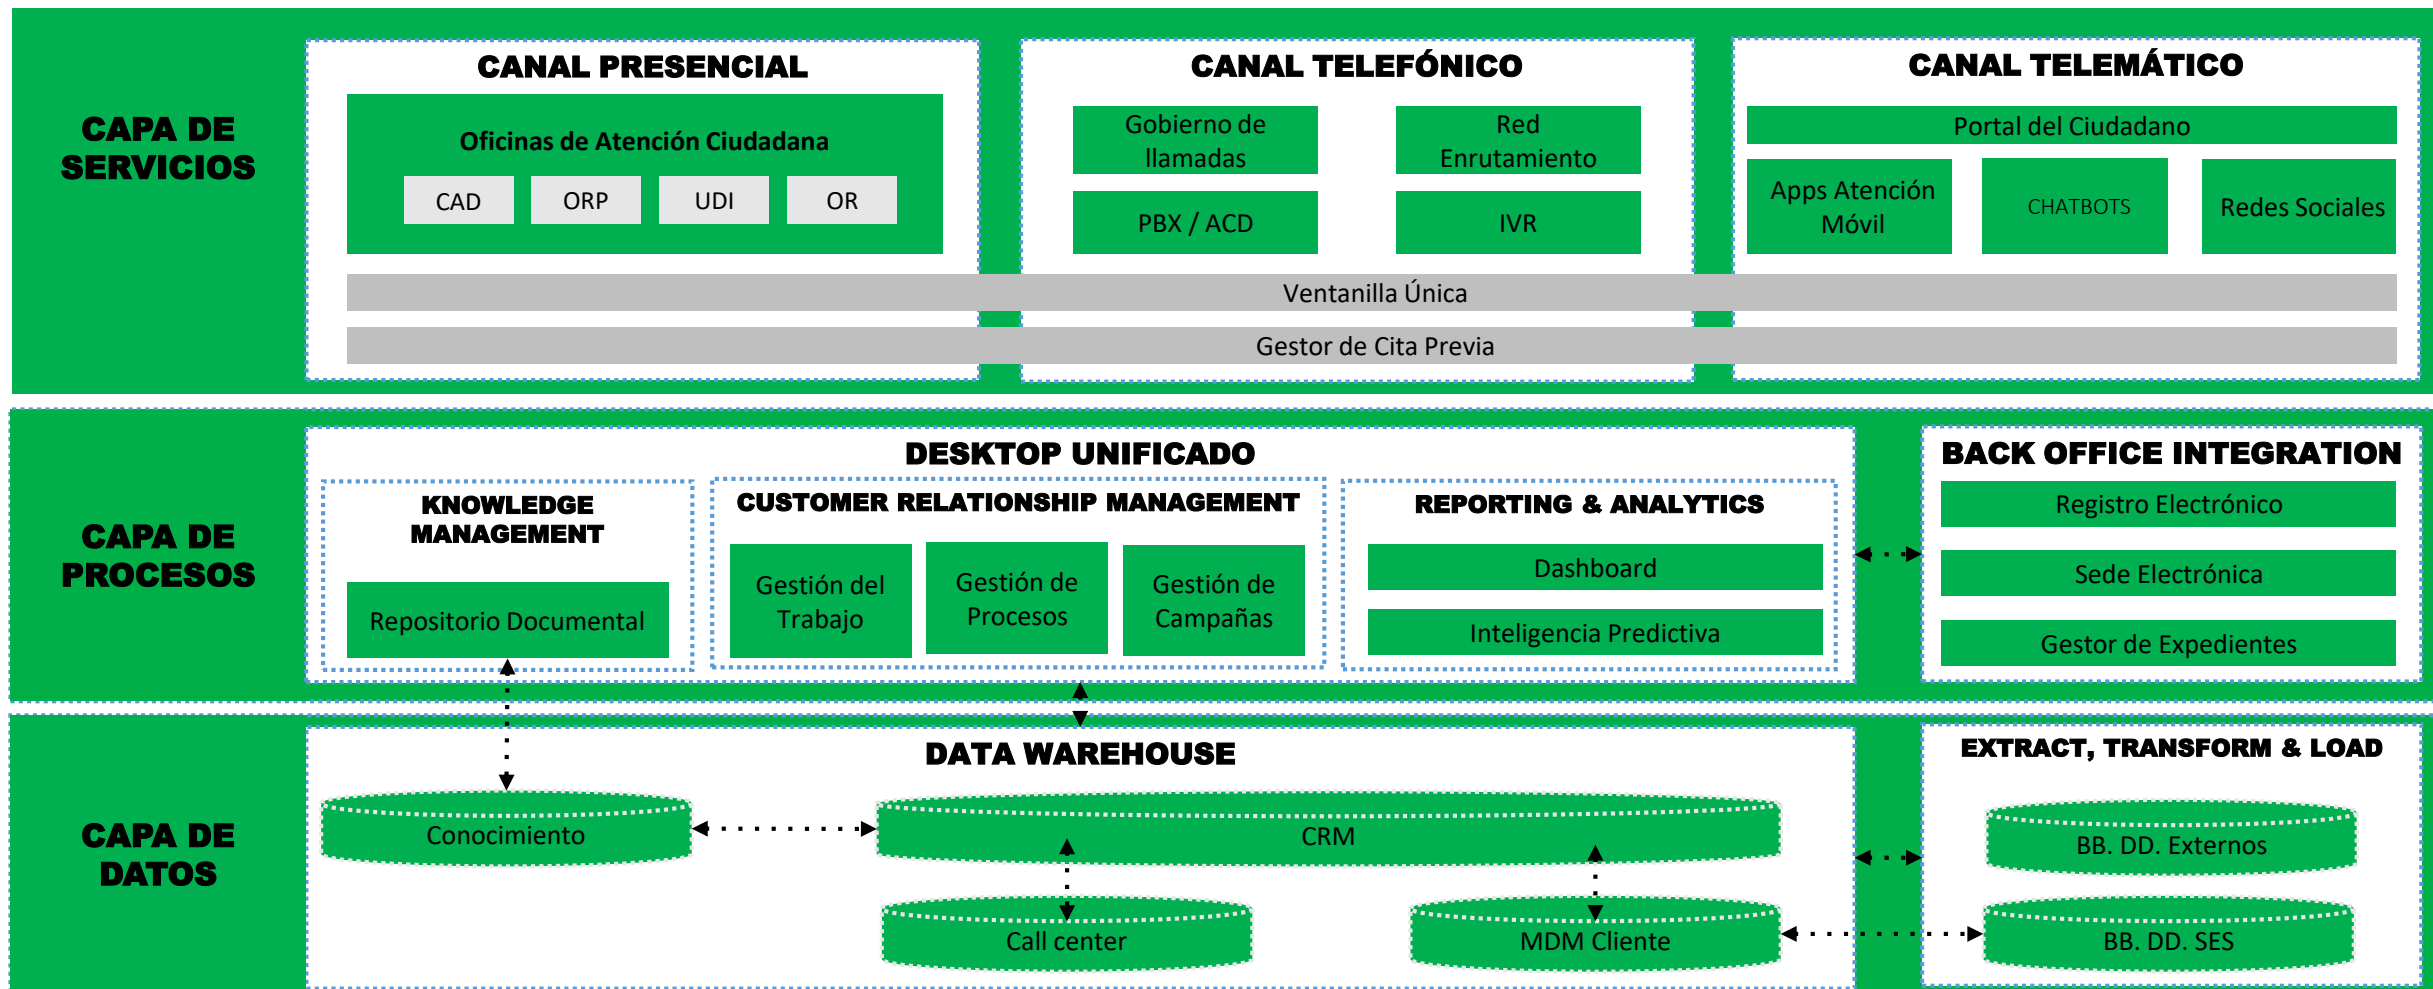 CAPA DE
SERVICIOS
CANAL PRESENCIAL
Oficinas de Atención Ciudadana
CAD
ORP
UDI
OR
CANAL TELEFÓNICO
Gobierno de
llamadas
Red
Enrutamiento
PBX / ACD
IVR
CANAL TELEMÁTICO
Portal del Ciudadano
Apps Atención
Móvil
CHATBOTS
Redes Sociales
Ventanilla Única
Gestor de Cita Previa
CAPA DE
PROCESOS
DESKTOP UNIFICADO
KNOWLEDGE
MANAGEMENT
Repositorio Documental
CUSTOMER RELATIONSHIP MANAGEMENT
Gestión del
Trabajo
Gestión de
Procesos
Gestión de
Campañas
REPORTING & ANALYTICS
Dashboard
Inteligencia Predictiva
BACK OFFICE INTEGRATION
Registro Electrónico
Sede Electrónica
Gestor de Expedientes
CAPA DE
DATOS
DATA WAREHOUSE
Conocimiento
CRM
Call center
MDM Cliente
EXTRACT, TRANSFORM & LOAD
BB. DD. Externos
BB. DD. SES